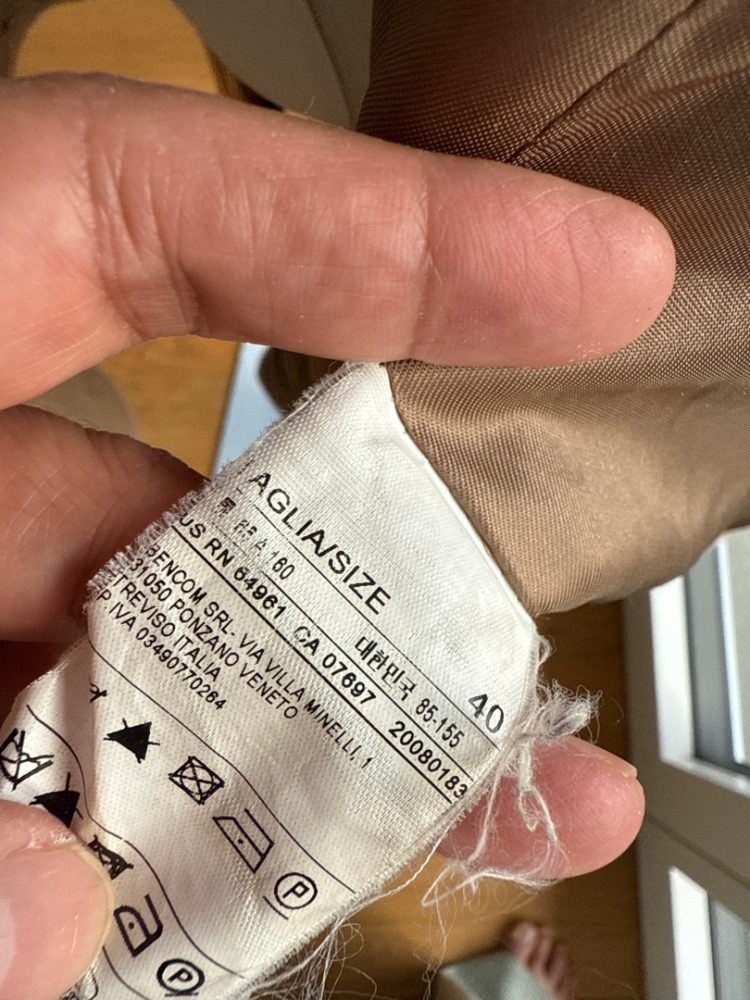 AGLIA/SIZE 40
160 대한민국 85-155
US RN 64961 CA 07697 20080183
BENCOM SRL. VIA VILLA MINELLI, 1
31050 PONZANO VENETO
TREVISO ITALIA
P IVA 03490770264
P
P